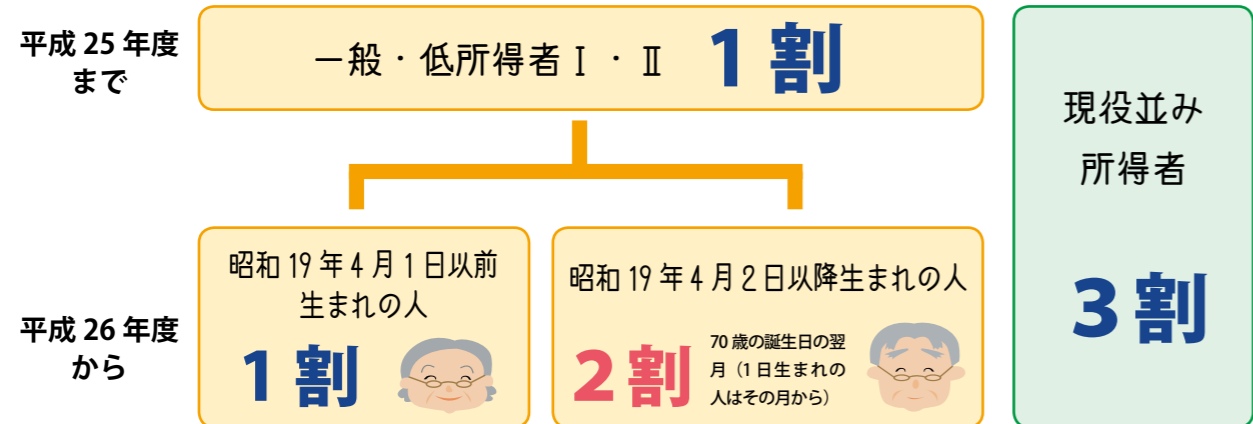 平成 25 年度
まで
一般・低所得者Ⅰ・Ⅱ 1割
平成 26 年度
から
昭和 19 年 4 月 1 日以前
生まれの人
1割
昭和 19 年 4 月 2 日以降生まれの人
2割
70 歳の誕生日の翌
月（1 日生まれの
人はその月から）
現役並み
所得者
3割